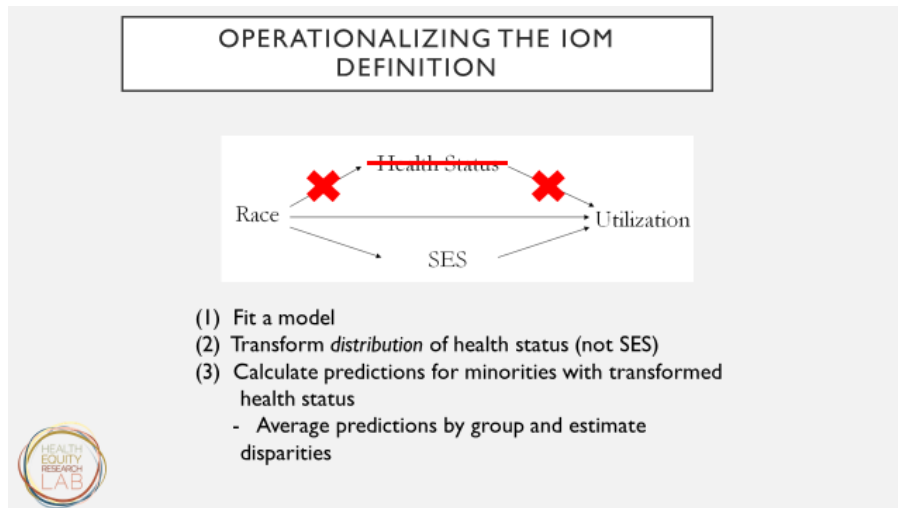 OPERATIONALIZING THE IOM
DEFINITION
Health Status
Race
Utilization
SES
(1) Fit a model
(2) Transform distribution of health status (not SES)
(3) Calculate predictions for minorities with transformed
health status
- Average predictions by group and estimate
disparities
HEALTH
EQUITY
RESEARCH
LAB